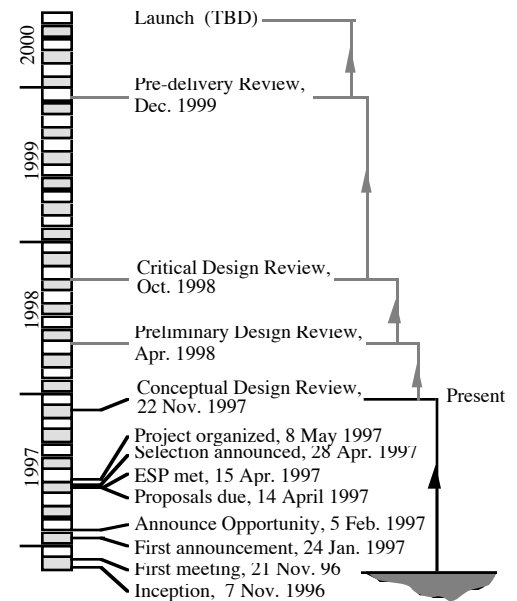 Launch (TBD)
Pre-delivery Review,
Dec. 1999
Critical Design Review,
Oct. 1998
Preliminary Design Review,
Apr. 1998
Conceptual Design Review,
22 Nov. 1997
Present
Project organized, 8 May 1997
Selection announced, 28 Apr. 1997
ESP met, 15 Apr. 1997
Proposals due, 14 April 1997
Announce Opportunity, 5 Feb. 1997
First announcement, 24 Jan. 1997
First meeting, 21 Nov. 96
Inception, 7 Nov. 1996
2000
1999
1998
1997